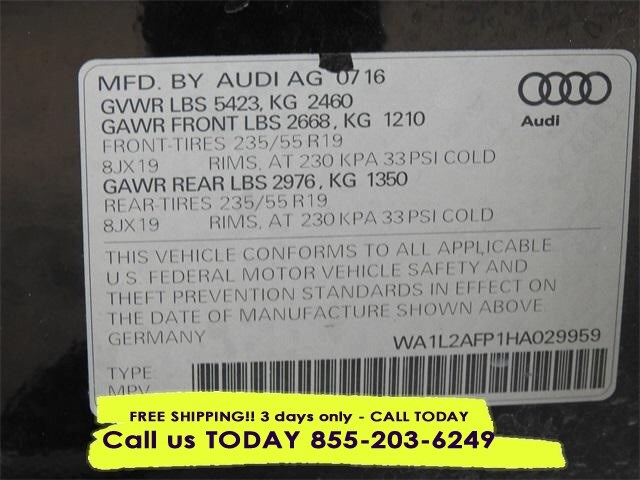 MFD. BY AUDI AG 07 16
GVWR LBS 5423, KG 2460
GAWR FRONT LBS 2668, KG 1210
FRONT-TIRES 235/55 R19
8JX19 RIMS, AT 230 KPA 33 PSI COLD
GAWR REAR LBS 2976, KG 1350
REAR-TIRES 235/55 R19
8JX19 RIMS, AT 230 KPA 33 PSI COLD
Audi
THIS VEHICLE CONFORMS TO ALL APPLICABLE
U.S. FEDERAL MOTOR VEHICLE SAFETY AND
THEFT PREVENTION STANDARDS IN EFFECT ON
THE DATE OF MANUFACTURE SHOWN ABOVE.
GERMANY WA1L2AFP1HA029959
TYPE:
MPV
FREE SHIPPING!! 3 days only - CALL TODAY
Call us TODAY 855-203-6249